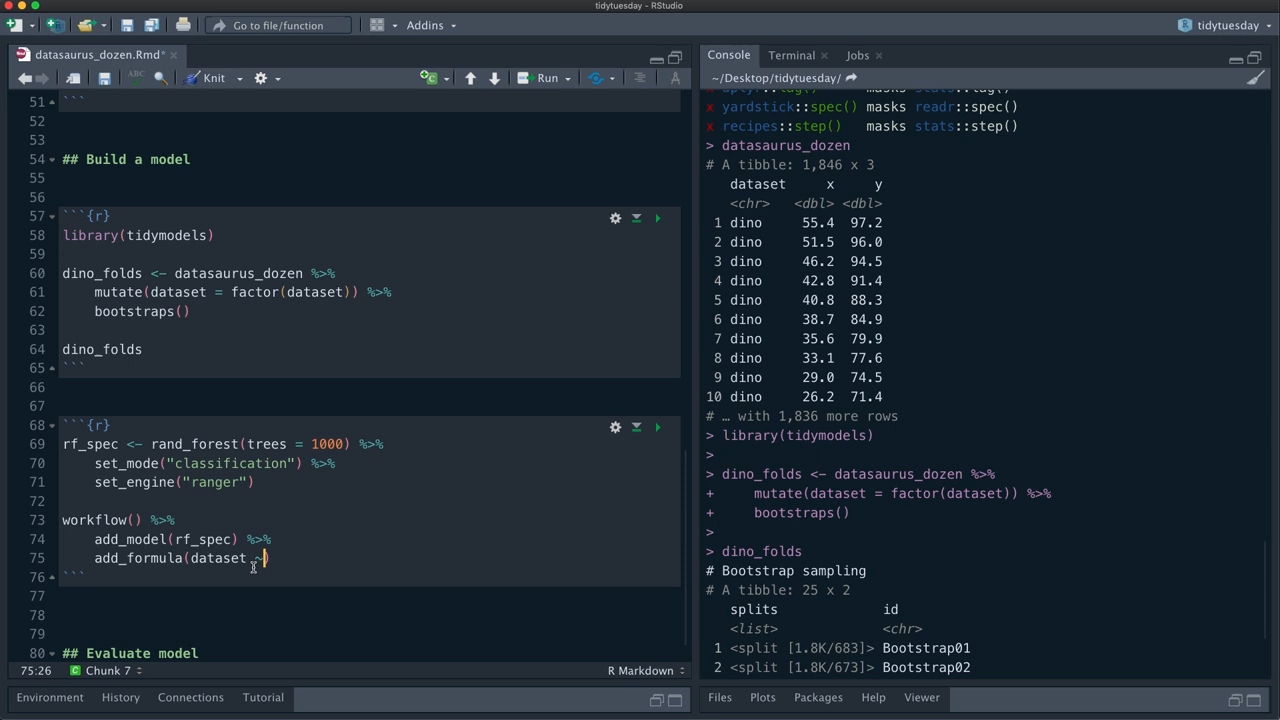 tidytuesday - RStudio
Go to file/function
Addins
tidytuesday
datasaurus_dozen.Rmd*
ABC
Knit
Run
51 ```
52
53
54 ## Build a model
55
56
57 ```{r}
58 library(tidymodels)
59
60 dino_folds <- datasaurus_dozen %>%
61 mutate(dataset = factor(dataset)) %>%
62 bootstraps()
63
64 dino_folds
65 ```
66
67
68 ```{r}
69 rf_spec <- rand_forest(trees = 1000) %>%
70 set_mode("classification") %>%
71 set_engine("ranger")
72
73 workflow() %>%
74 add_model(rf_spec) %>%
75 add_formula(dataset ~)
76 ```
77
78
79
80 ## Evaluate model
75:26
Chunk 7
R Markdown
Environment History Connections Tutorial
Console Terminal Jobs
~/Desktop/tidytuesday/
x yardstick::spec() masks readr::spec()
x recipes::step() masks stats::step()
> datasaurus_dozen
# A tibble: 1,846 x 3
dataset x y
<chr> <dbl> <dbl>
1 dino 55.4 97.2
2 dino 51.5 96.0
3 dino 46.2 94.5
4 dino 42.8 91.4
5 dino 40.8 88.3
6 dino 38.7 84.9
7 dino 35.6 79.9
8 dino 33.1 77.6
9 dino 29.0 74.5
10 dino 26.2 71.4
# … with 1,836 more rows
> library(tidymodels)
>
> dino_folds <- datasaurus_dozen %>%
+ mutate(dataset = factor(dataset)) %>%
+ bootstraps()
>
> dino_folds
# Bootstrap sampling
# A tibble: 25 x 2
splits id
<list> <chr>
1 <split [1.8K/683]> Bootstrap01
2 <split [1.8K/673]> Bootstrap02
Files Plots Packages Help Viewer